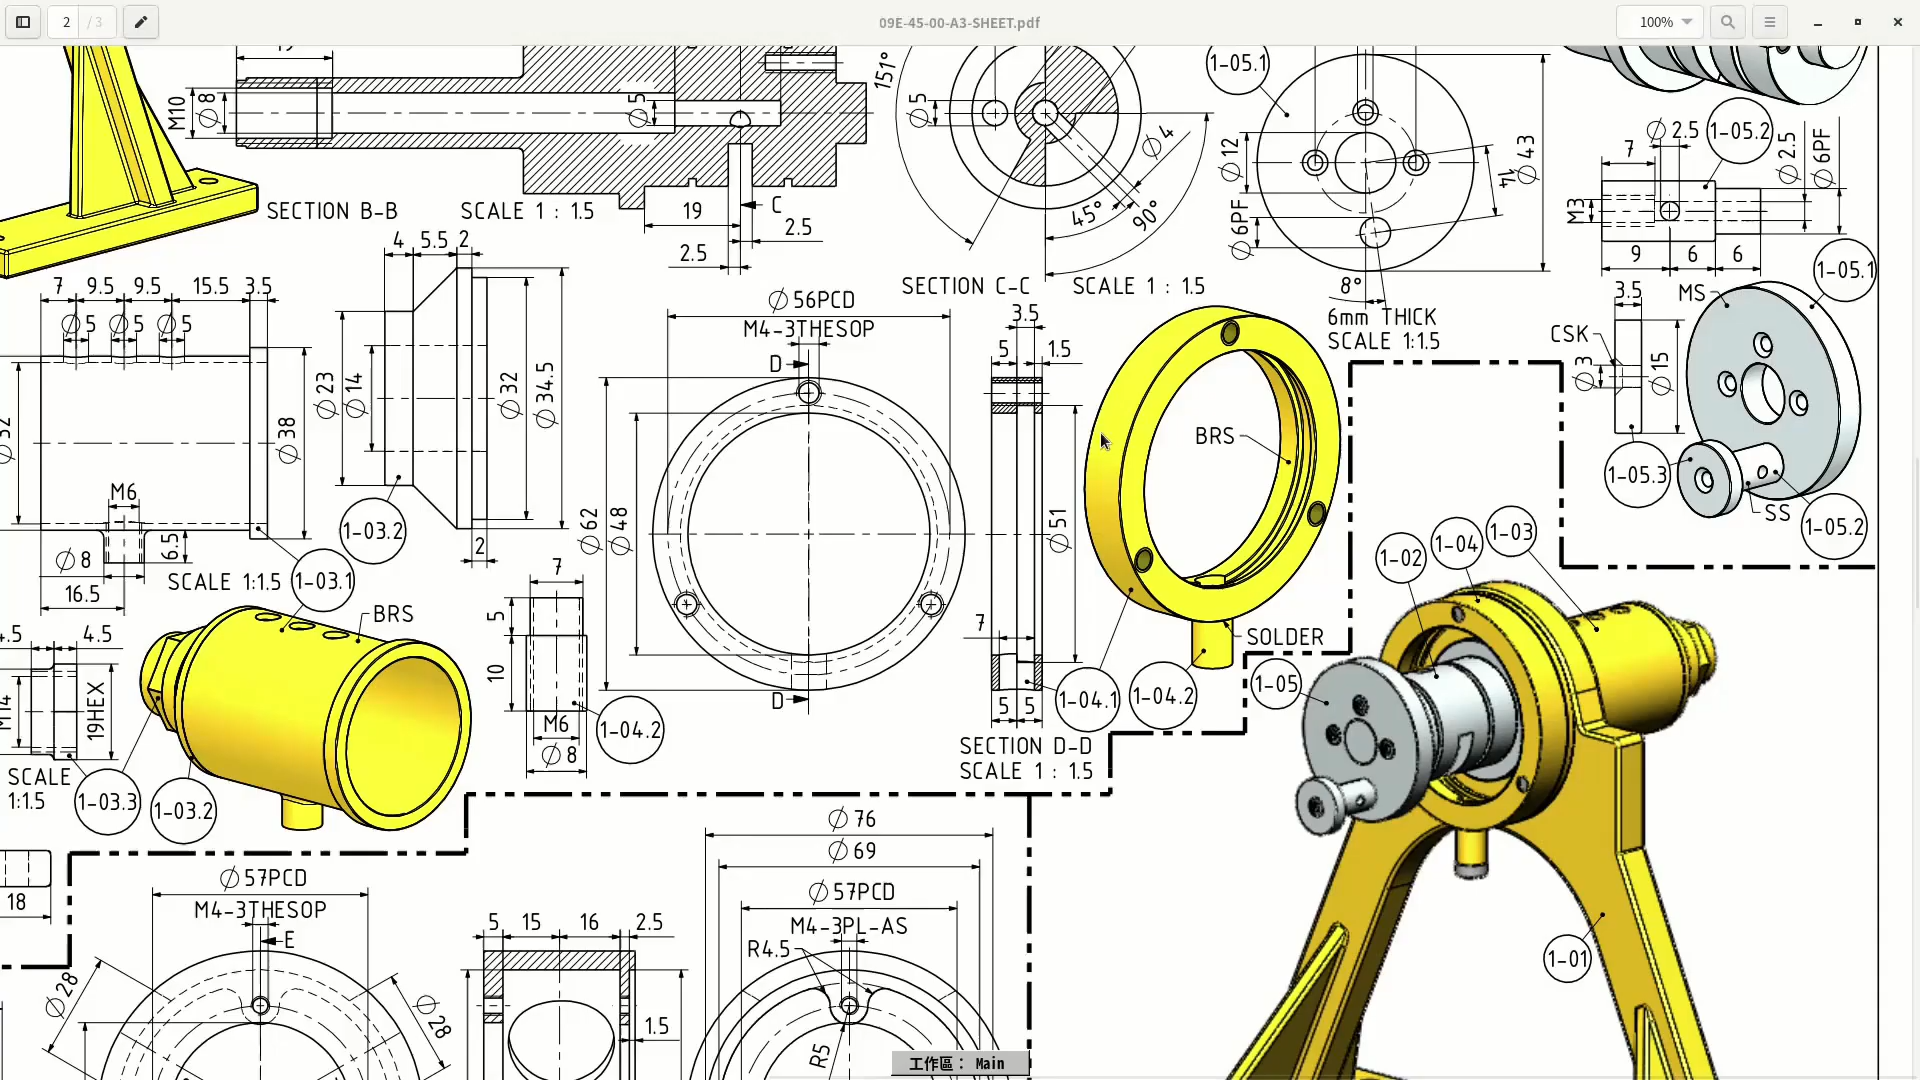 2 / 3
09E-45-00-A3-SHEET.pdf
100%
M10
∅8
∅5
19
C
2.5
2.5
SECTION B-B SCALE 1 : 1.5
151°
∅5
∅4
45°
90°
SECTION C-C SCALE 1 : 1.5
1-05.1
∅12
∅6PF
14
∅43
8°
6mm THICK
SCALE 1:1.5
∅2.5
1-05.2
7
∅2.5
∅6PF
M3
9
6
6
1-05.1
3.5
MS
CSK
∅3
∅15
1-05.3
SS
1-05.2
7
9.5
9.5
15.5
3.5
∅5
∅5
∅5
∅38
M6
6.5
∅8
16.5
SCALE 1:1.5
1-03.1
4
5.5
2
∅23
∅14
∅32
∅34.5
1-03.2
2
∅56PCD
M4-3THESOP
D
∅62
∅48
D
3.5
5
1.5
∅51
7
5
5
1-04.1
SECTION D-D
SCALE 1 : 1.5
BRS
SOLDER
1-04.2
7
5
10
M6
∅8
1-04.2
4.5
19HEX
SCALE
1:1.5
1-03.3
1-03.2
BRS
1-02
1-04
1-03
1-05
1-01
18
∅57PCD
M4-3THESOP
E
∅28
∅28
5
15
16
2.5
1.5
∅76
∅69
∅57PCD
M4-3PL-AS
R4.5
R5
工作區： Main